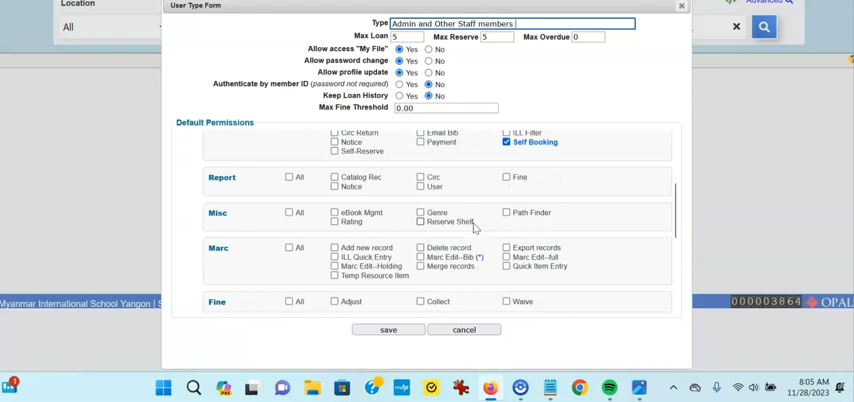 User Type Form
Location
Advanced
All
Type Admin and Other Staff members
Max Loan 5 Max Reserve 5 Max Overdue 0
Allow access "My File" Yes No
Allow password change Yes No
Allow profile update Yes No
Authenticate by member ID (password not required) Yes No
Keep Loan History Yes No
Max Fine Threshold 0.00
Default Permissions
Circ Return Email Bib ILL Filter
Notice Payment Self Booking
Self-Reserve
Report All Catalog Rec Circ Fine
Notice User
Misc All eBook Mgmt Genre Path Finder
Rating Reserve Shelf
Marc All Add new record Delete record Export records
ILL Quick Entry Marc Edit--Bib (*) Marc Edit--full
Marc Edit--Holding Merge records Quick Item Entry
Temp Resource Item
Fine All Adjust Collect Waive
save cancel
Myanmar International School Yangon | S
000003864 OPAL
1
8:05 AM
11/28/2023